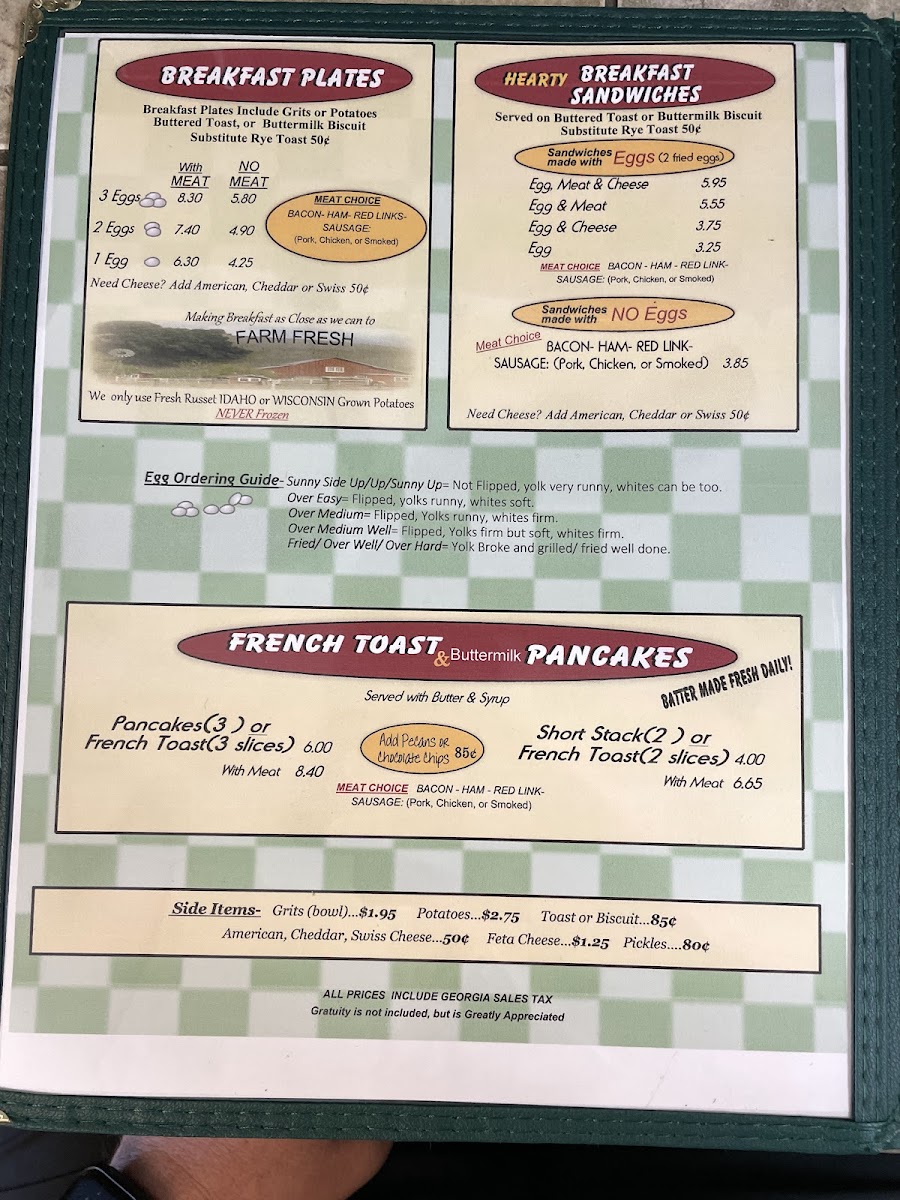 BREAKFAST PLATES
Breakfast Plates Include Grits or Potatoes
Buttered Toast, or Buttermilk Biscuit
Substitute Rye Toast 50¢
With MEAT NO MEAT
3 Eggs 8.30 5.80
2 Eggs 7.40 4.90
1 Egg 6.30 4.25
MEAT CHOICE
BACON- HAM- RED LINKS-
SAUSAGE:
(Pork, Chicken, or Smoked)
Need Cheese? Add American, Cheddar or Swiss 50¢
Making Breakfast as Close as we can to
FARM FRESH
We only use Fresh Russet IDAHO or WISCONSIN Grown Potatoes
NEVER Frozen
HEARTY BREAKFAST
SANDWICHES
Served on Buttered Toast or Buttermilk Biscuit
Substitute Rye Toast 50¢
Sandwiches made with Eggs (2 fried eggs)
Egg, Meat & Cheese 5.95
Egg & Meat 5.55
Egg & Cheese 3.75
Egg 3.25
MEAT CHOICE BACON - HAM - RED LINK-
SAUSAGE: (Pork, Chicken, or Smoked)
Sandwiches made with NO Eggs
Meat Choice BACON- HAM- RED LINK-
SAUSAGE: (Pork, Chicken, or Smoked) 3.85
Need Cheese? Add American, Cheddar or Swiss 50¢
Egg Ordering Guide- Sunny Side Up/Up/Sunny Up= Not Flipped, yolk very runny, whites can be too.
Over Easy= Flipped, yolks runny, whites soft.
Over Medium= Flipped, Yolks runny, whites firm.
Over Medium Well= Flipped, Yolks firm but soft, whites firm.
Fried/ Over Well/ Over Hard= Yolk Broke and grilled/ fried well done.
FRENCH TOAST & Buttermilk PANCAKES
BATTER MADE FRESH DAILY!
Served with Butter & Syrup
Pancakes(3 ) or
French Toast(3 slices) 6.00
With Meat 8.40
Add Pecans or
Chocolate Chips 85¢
Short Stack(2 ) or
French Toast(2 slices) 4.00
With Meat 6.65
MEAT CHOICE BACON - HAM - RED LINK-
SAUSAGE: (Pork, Chicken, or Smoked)
Side Items- Grits (bowl)...$1.95 Potatoes...$2.75 Toast or Biscuit...85¢
American, Cheddar, Swiss Cheese...50¢ Feta Cheese...$1.25 Pickles....80¢
ALL PRICES INCLUDE GEORGIA SALES TAX
Gratuity is not included, but is Greatly Appreciated